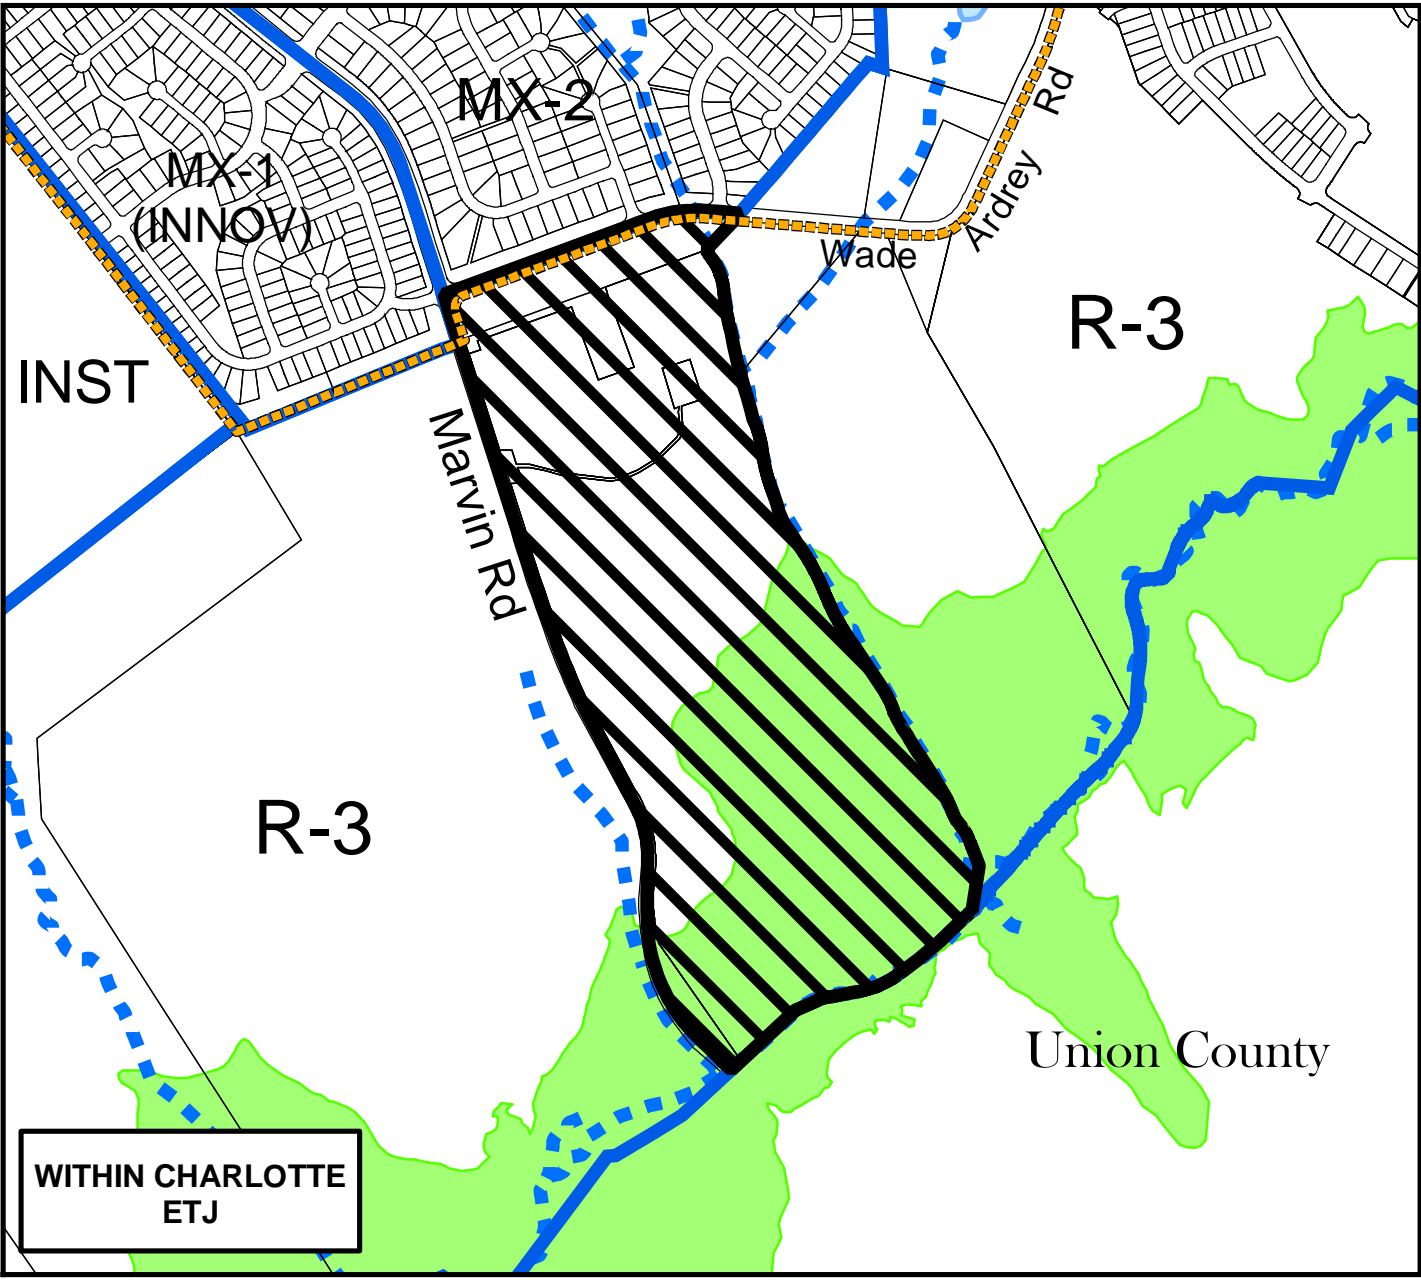 MX-2
Rd
MX-1
(INNOV)
Ardrey
Wade
R-3
INST
Marvin Rd
R-3
Union County
WITHIN CHARLOTTE
ETJ